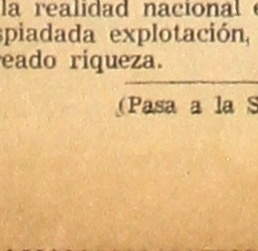 la realidad nacional e
spiadada explotación,
eado riqueza.
(Pasa a la S